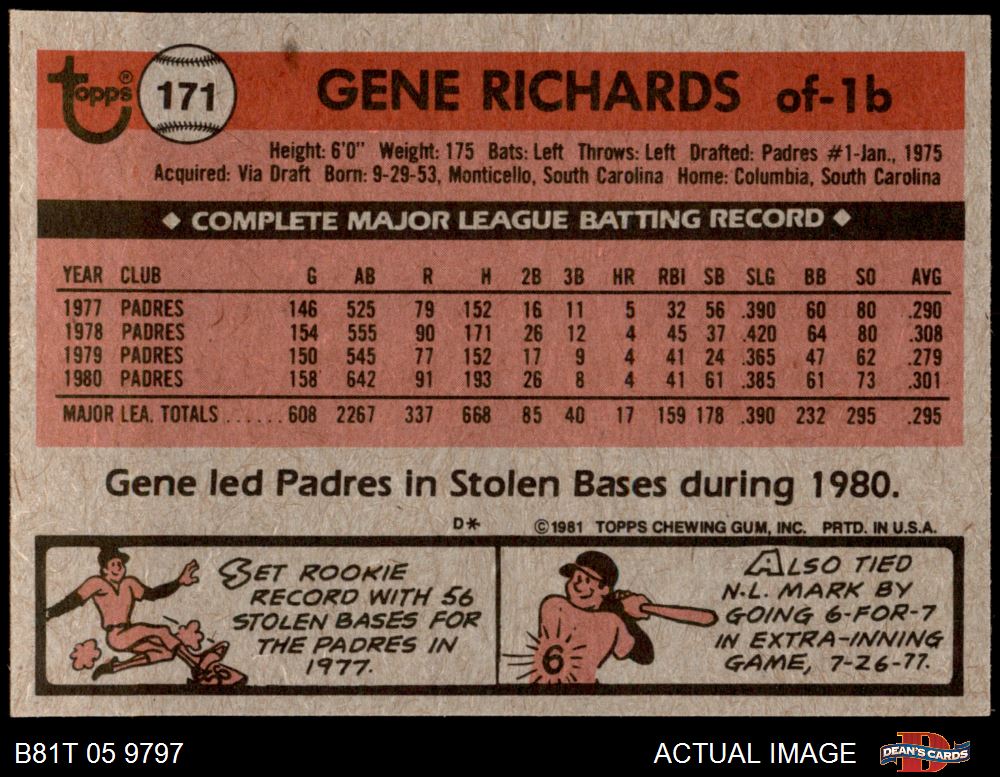 topps® 171 GENE RICHARDS of-1b
Height: 6'0" Weight: 175 Bats: Left Throws: Left Drafted: Padres #1-Jan., 1975
Acquired: Via Draft Born: 9-29-53, Monticello, South Carolina Home: Columbia, South Carolina
◆ COMPLETE MAJOR LEAGUE BATTING RECORD ◆
YEAR CLUB G AB R H 2B 3B HR RBI SB SLG BB SO AVG
1977 PADRES 146 525 79 152 16 11 5 32 56 .390 60 80 .290
1978 PADRES 154 555 90 171 26 12 4 45 37 .420 64 80 .308
1979 PADRES 150 545 77 152 17 9 4 41 24 .365 47 62 .279
1980 PADRES 158 642 91 193 26 8 4 41 61 .385 61 73 .301
MAJOR LEA. TOTALS ...... 608 2267 337 668 85 40 17 159 178 .390 232 295 .295
Gene led Padres in Stolen Bases during 1980.
D* ©1981 TOPPS CHEWING GUM, INC. PRTD. IN U.S.A.
SET ROOKIE
RECORD WITH 56
STOLEN BASES FOR
THE PADRES IN
1977.
6
ALSO TIED
N.L. MARK BY
GOING 6-FOR-7
IN EXTRA-INNING
GAME, 7-26-77.
B81T 05 9797 ACTUAL IMAGE DEAN'S CARDS